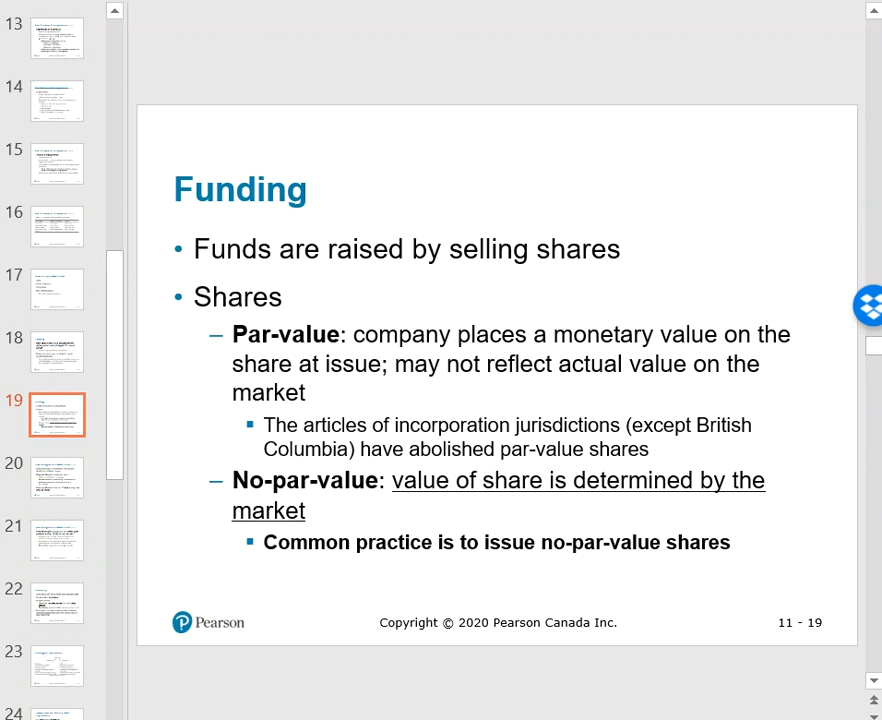 13
14
15
16
17
18
19
20
21
22
23
24
Funding
• Funds are raised by selling shares
• Shares
– Par-value: company places a monetary value on the
share at issue; may not reflect actual value on the
market
▪ The articles of incorporation jurisdictions (except British
Columbia) have abolished par-value shares
– No-par-value: value of share is determined by the
market
▪ Common practice is to issue no-par-value shares
P Pearson
Copyright © 2020 Pearson Canada Inc.
11 - 19